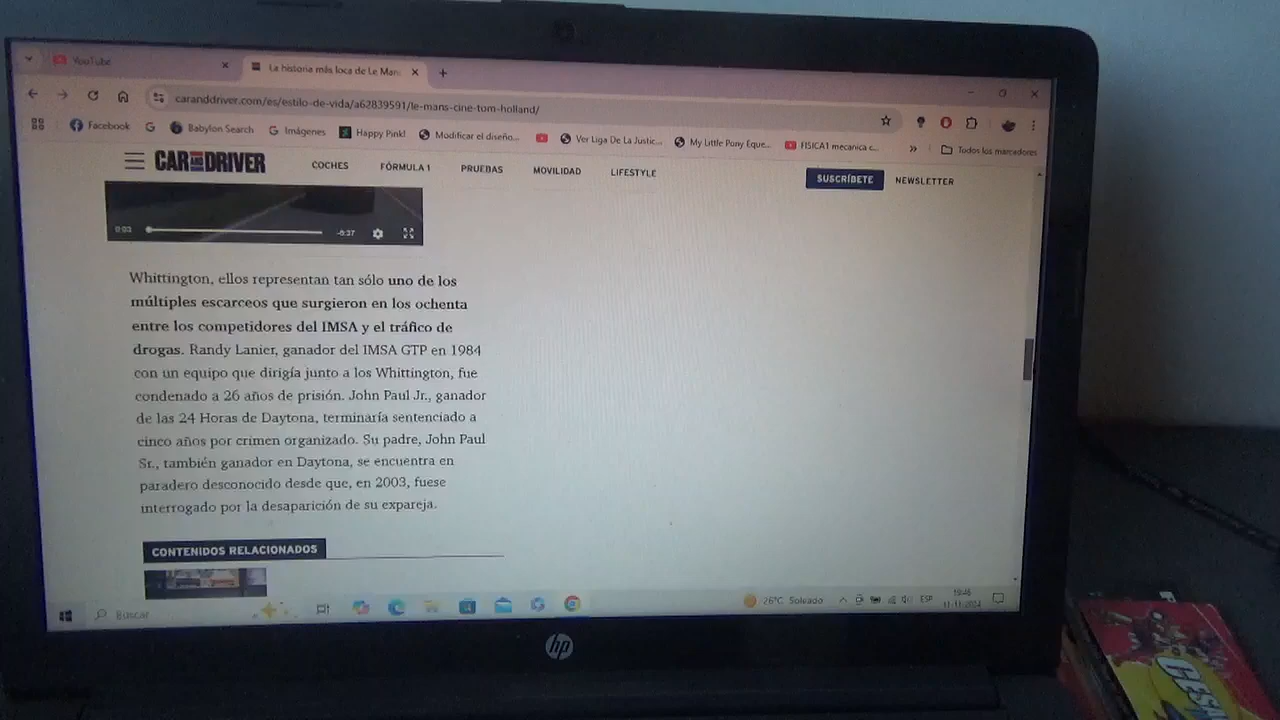 YouTube
La historia más loca de Le Mans
caranddriver.com/es/estilo-de-vida/a62839591/le-mans-cine-tom-holland/
Facebook
Babylon Search
Imágenes
Happy Pink!
Modificar el diseño...
Ver Liga De La Justic...
My Little Pony Eque...
FISICA1 mecanica c...
Todos los marcadores
CAR AND DRIVER
COCHES
FÓRMULA 1
PRUEBAS
MOVILIDAD
LIFESTYLE
SUSCRÍBETE
NEWSLETTER
0:03
-6:37
Whittington, ellos representan tan sólo uno de los
múltiples escarceos que surgieron en los ochenta
entre los competidores del IMSA y el tráfico de
drogas. Randy Lanier, ganador del IMSA GTP en 1984
con un equipo que dirigía junto a los Whittington, fue
condenado a 26 años de prisión. John Paul Jr., ganador
de las 24 Horas de Daytona, terminaría sentenciado a
cinco años por crimen organizado. Su padre, John Paul
Sr., también ganador en Daytona, se encuentra en
paradero desconocido desde que, en 2003, fuese
interrogado por la desaparición de su expareja.
CONTENIDOS RELACIONADOS
Buscar
26°C Soleado
ESP
11-11-2024
hp